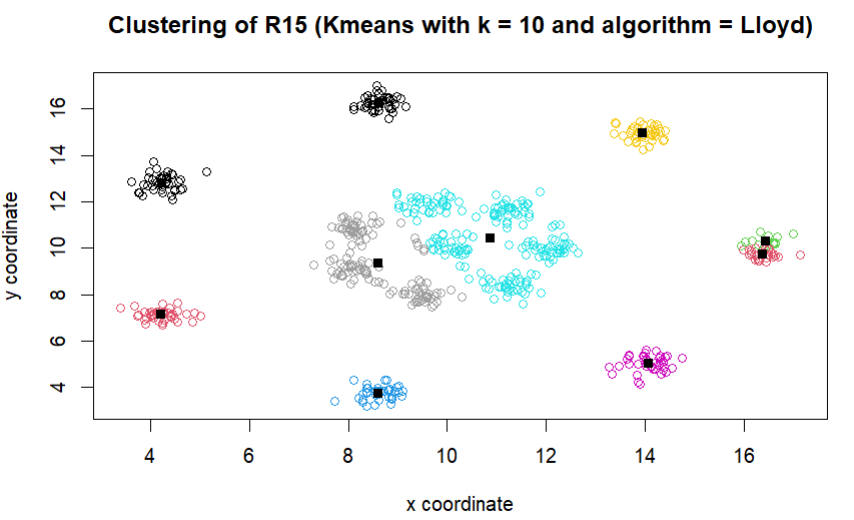 Clustering of R15 (Kmeans with k = 10 and algorithm = Lloyd)
y coordinate
16
14
12
10
8
6
4
4 6 8 10 12 14 16
x coordinate